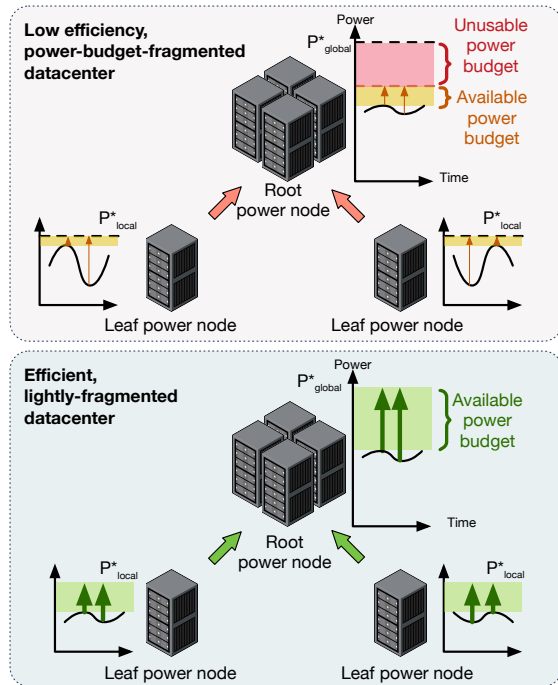 Low efficiency,
power-budget-fragmented
datacenter
Power
P*global
Unusable
power
budget
Available
power
budget
Time
Root
power node
P*local
Leaf power node
P*local
Leaf power node
Efficient,
lightly-fragmented
datacenter
Power
P*global
Available
power
budget
Time
Root
power node
P*local
Leaf power node
P*local
Leaf power node